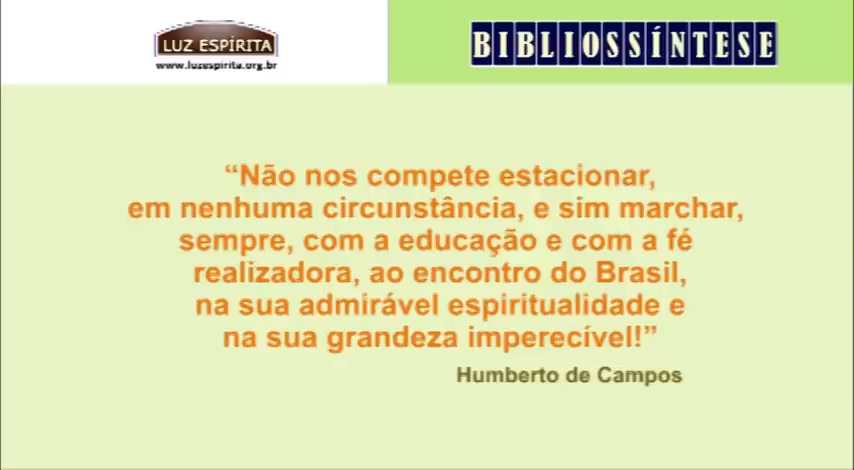 LUZ ESPÍRITA
www.luzespirita.org.br
BIBLIOSSÍNTESE
“Não nos compete estacionar,
em nenhuma circunstância, e sim marchar,
sempre, com a educação e com a fé
realizadora, ao encontro do Brasil,
na sua admirável espiritualidade e
na sua grandeza imperecível!”
Humberto de Campos